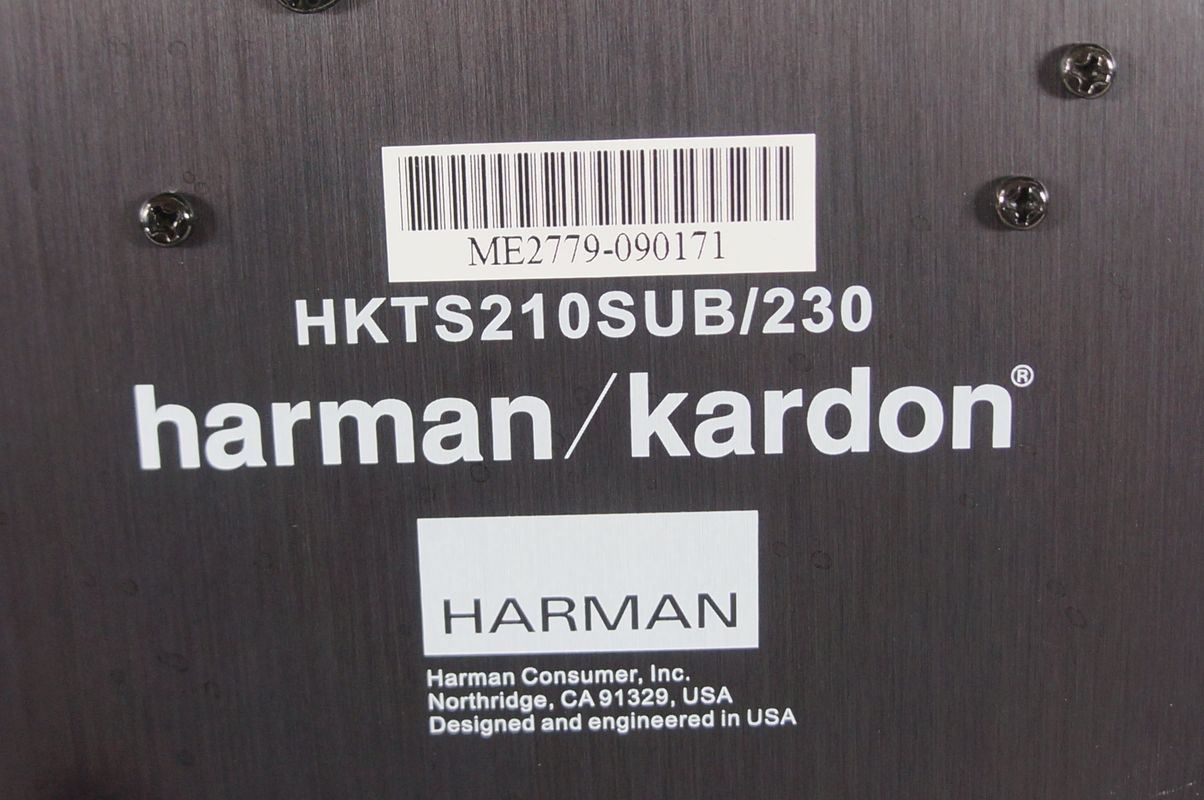 ME2779-090171
HKTS210SUB/230
harman/kardon®
HARMAN
Harman Consumer, Inc.
Northridge, CA 91329, USA
Designed and engineered in USA